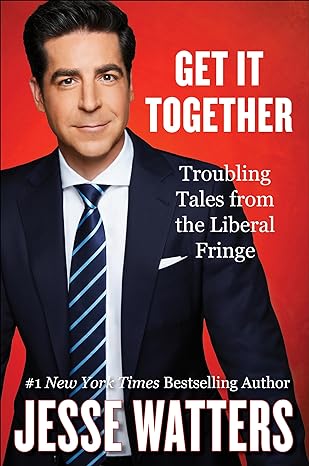 GET IT
TOGETHER
Troubling
Tales from
the Liberal
Fringe
#1 New York Times Bestselling Author
JESSE WATTERS